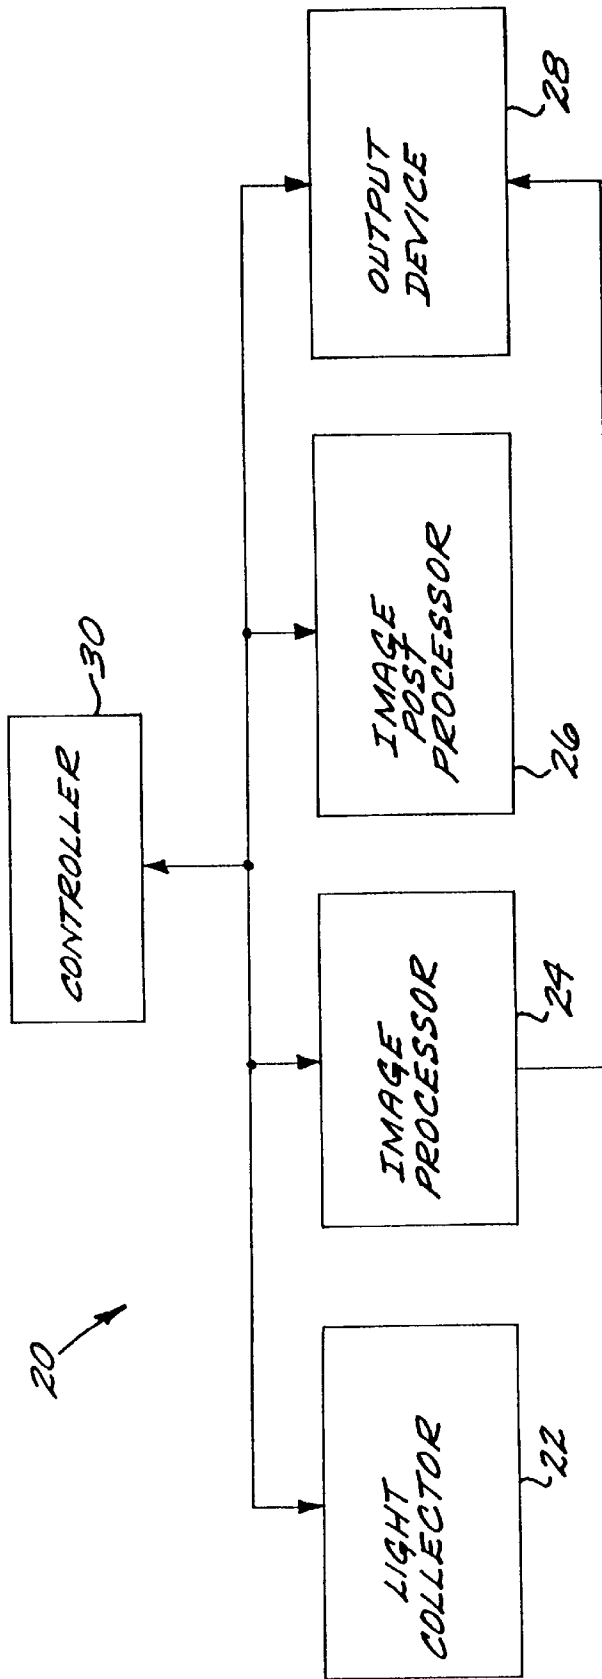 20
CONTROLLER
30
LIGHT
COLLECTOR
22
IMAGE
PROCESSOR
24
IMAGE
POST
PROCESSOR
26
OUTPUT
DEVICE
28